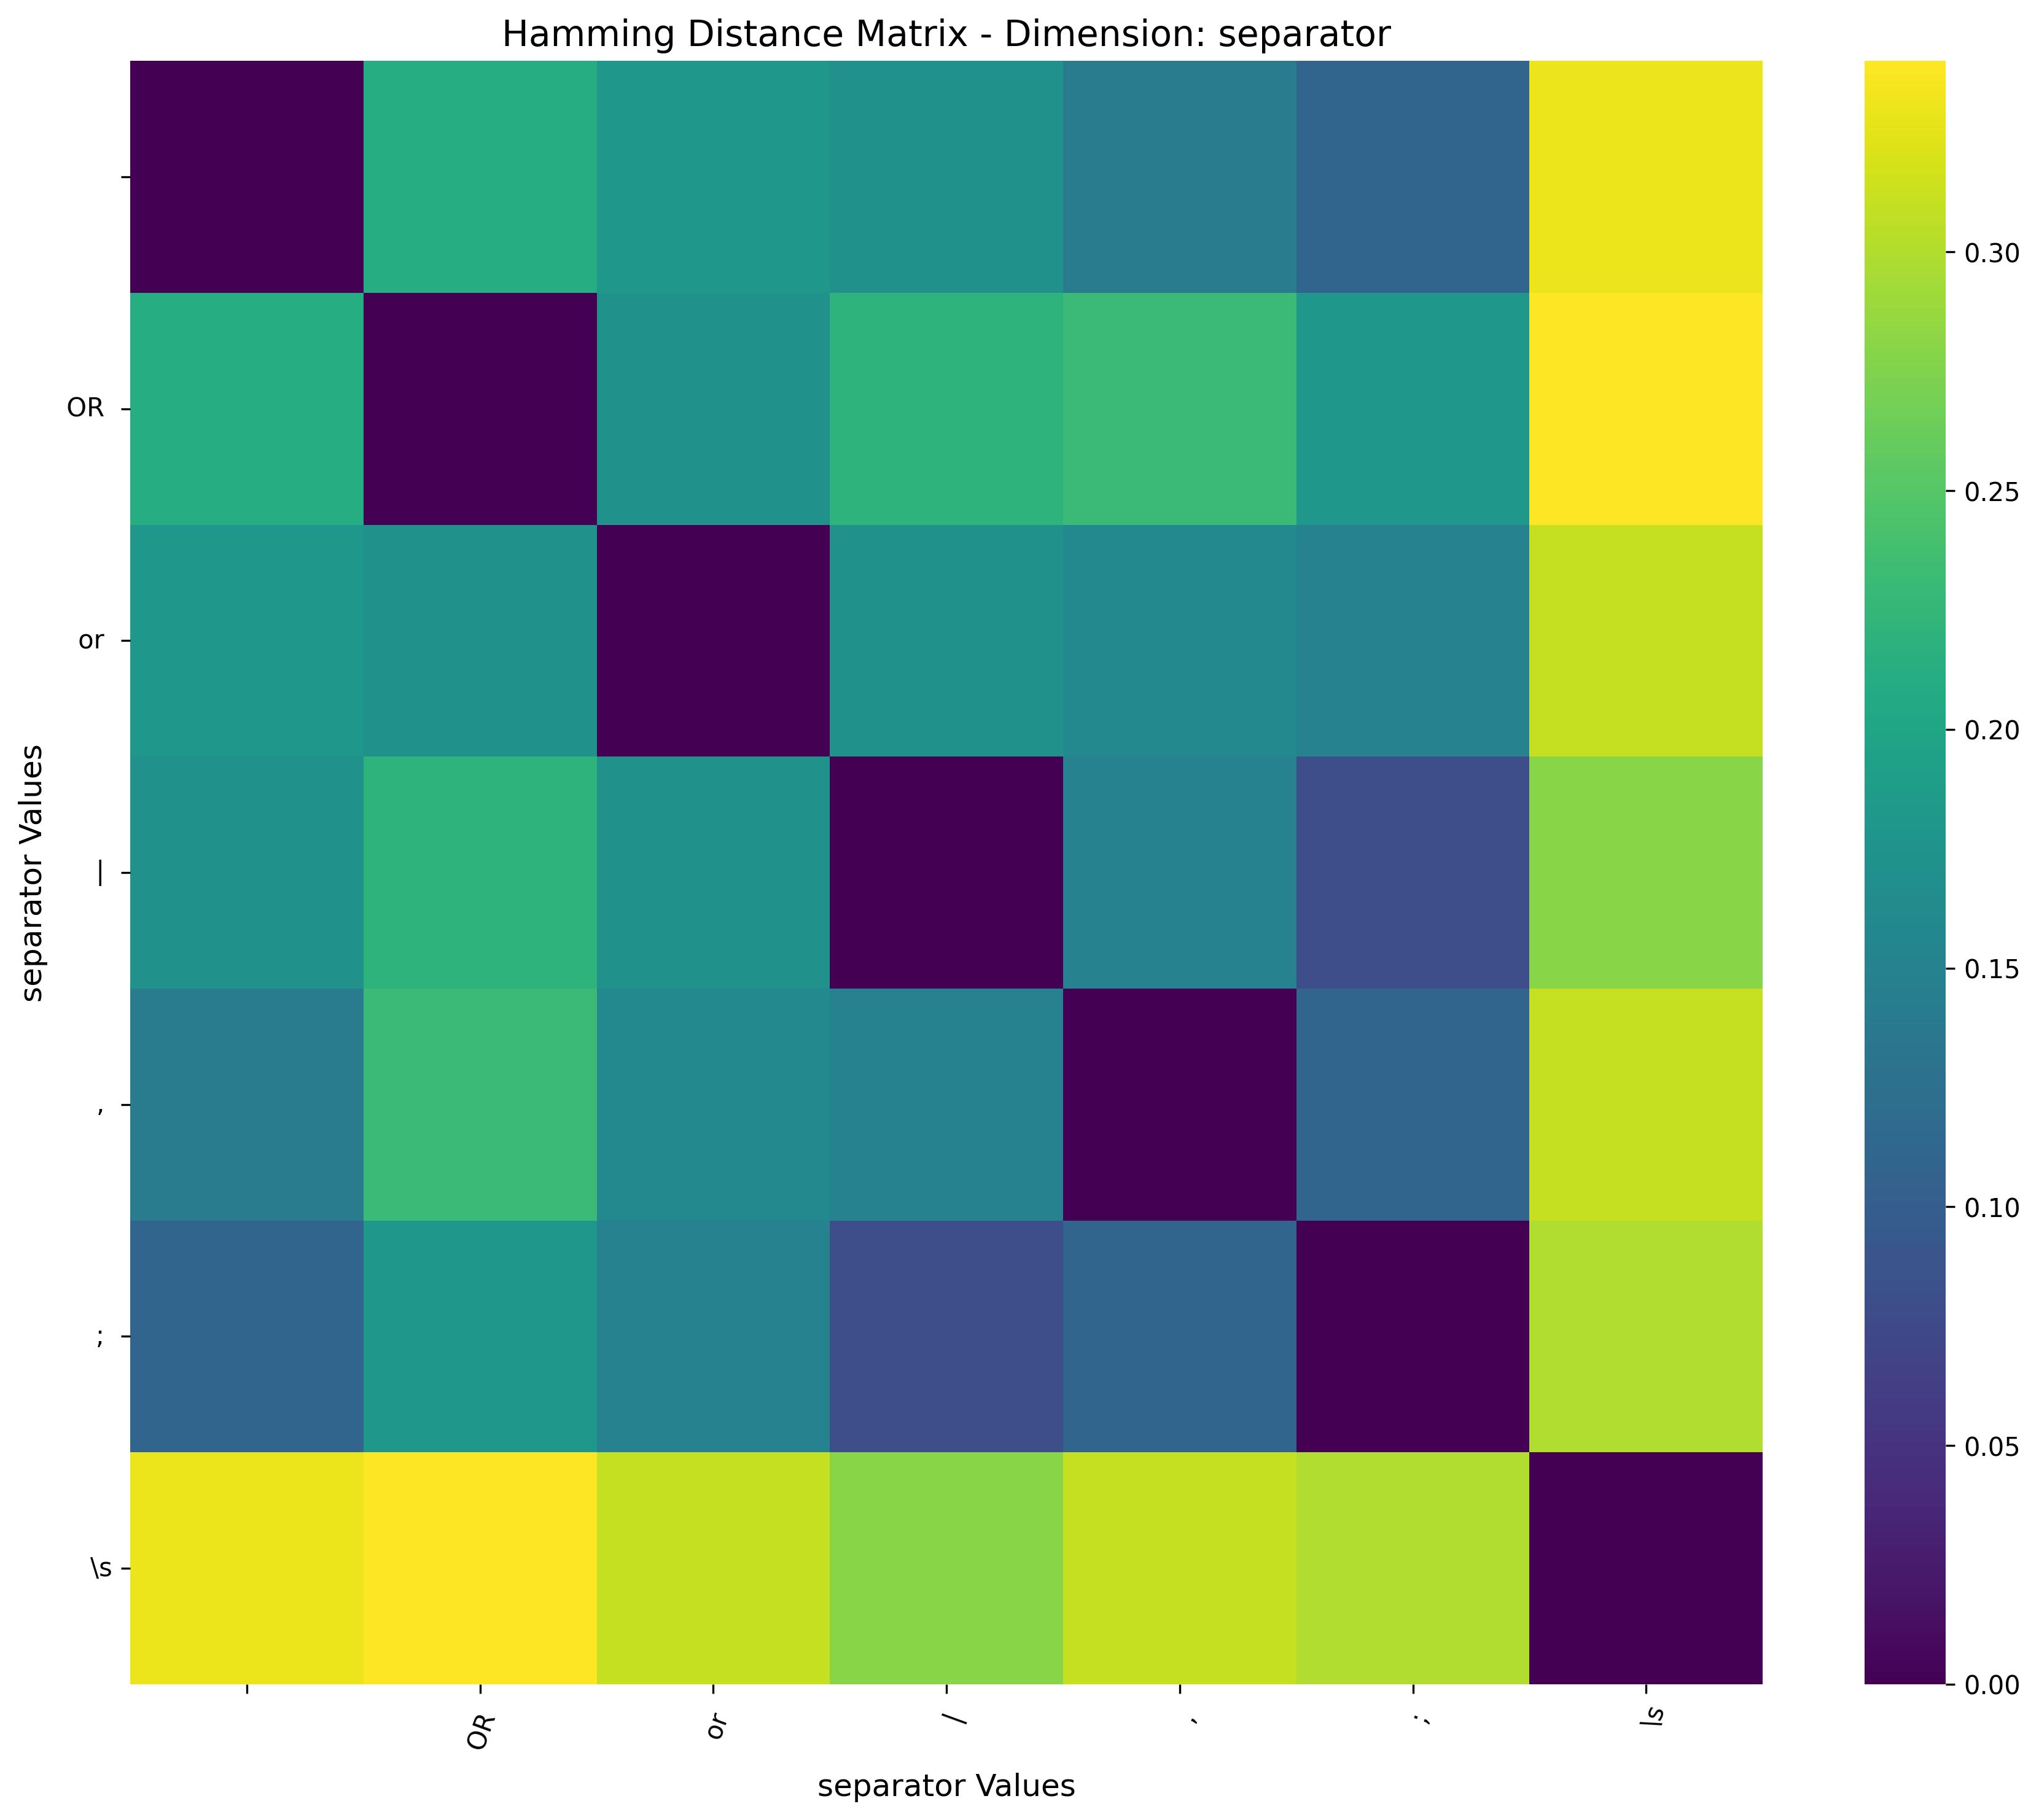 Hamming Distance Matrix - Dimension: separator
separator Values
OR
or
|
,
;
\s
OR
or
|
,
;
\s
separator Values
0.30
0.25
0.20
0.15
0.10
0.05
0.00